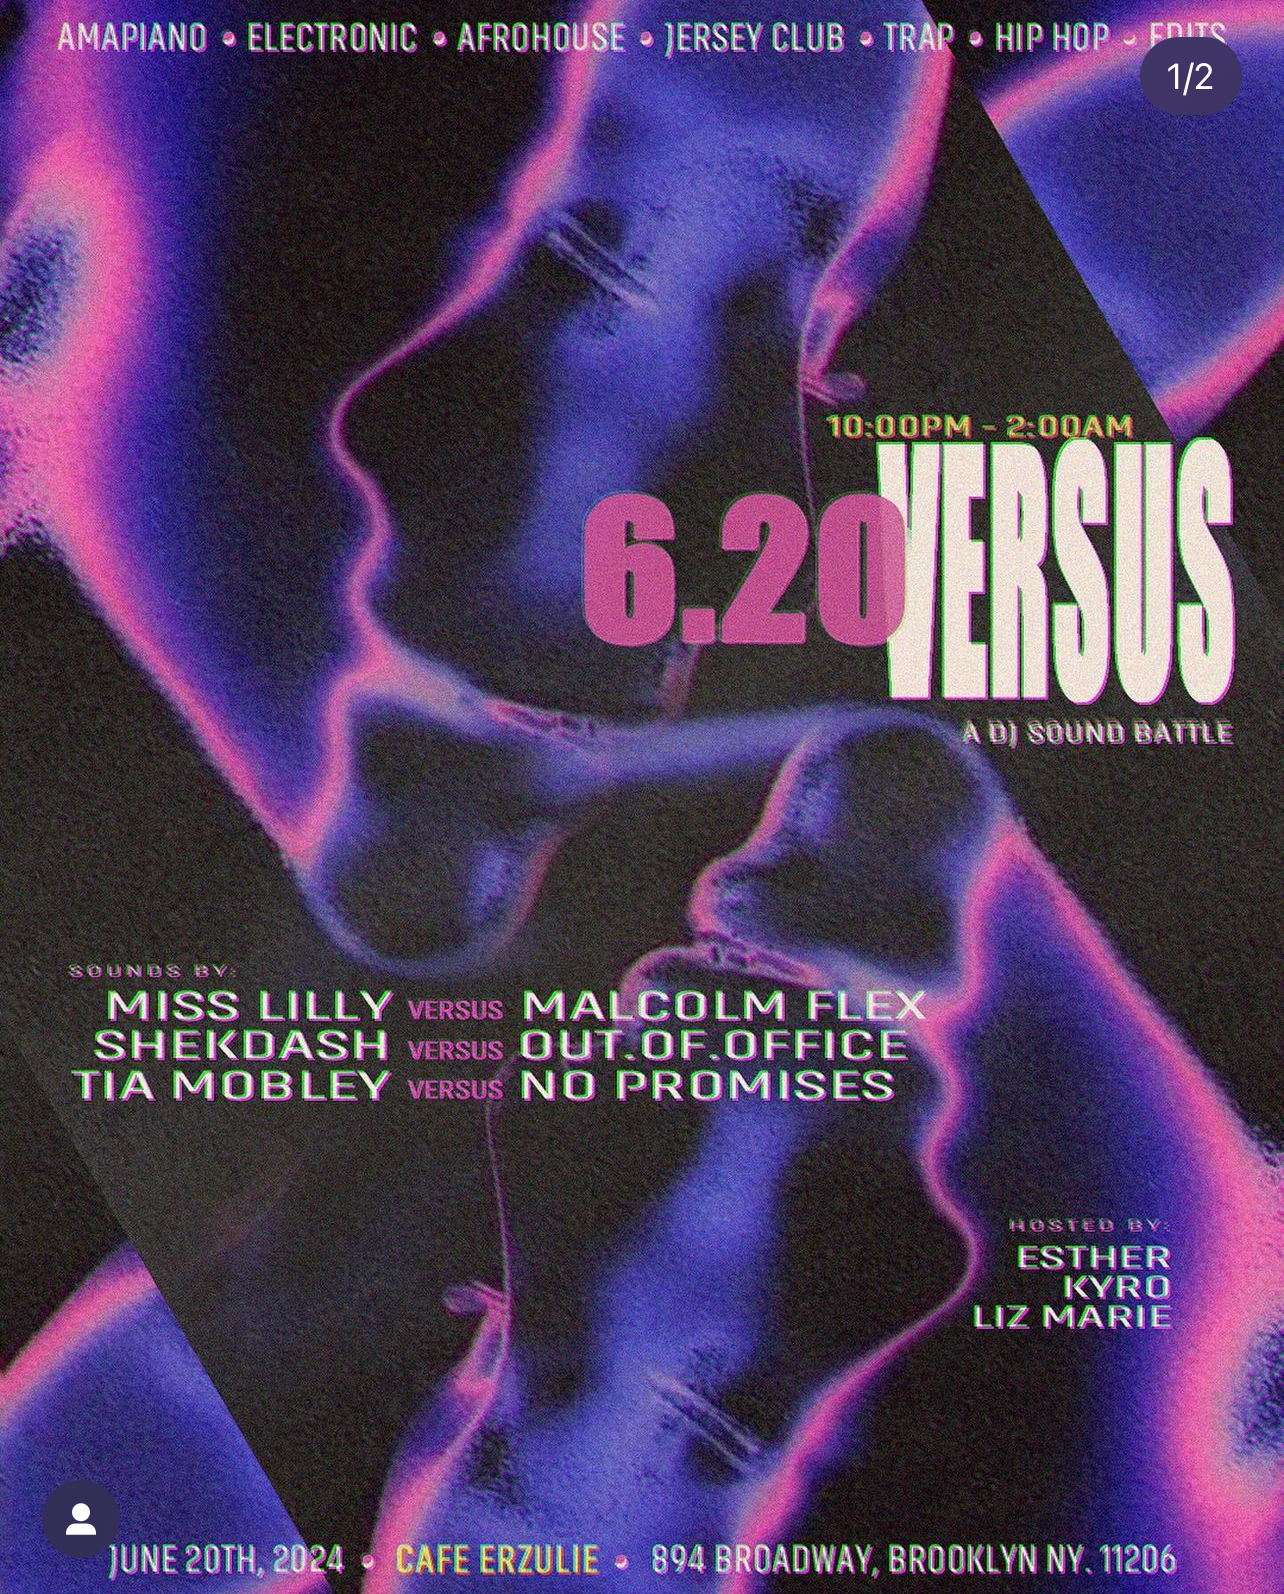 AMAPIANO • ELECTRONIC • AFROHOUSE • JERSEY CLUB • TRAP • HIP HOP • EDITS
1/2
10:00PM - 2:00AM
6.20 VERSUS
A DJ SOUND BATTLE
SOUNDS BY:
MISS LILLY VERSUS MALCOLM FLEX
SHEKDASH VERSUS OUT.OF.OFFICE
TIA MOBLEY VERSUS NO PROMISES
HOSTED BY:
ESTHER
KYRO
LIZ MARIE
JUNE 20TH, 2024 • CAFE ERZULIE • 894 BROADWAY, BROOKLYN NY. 11206